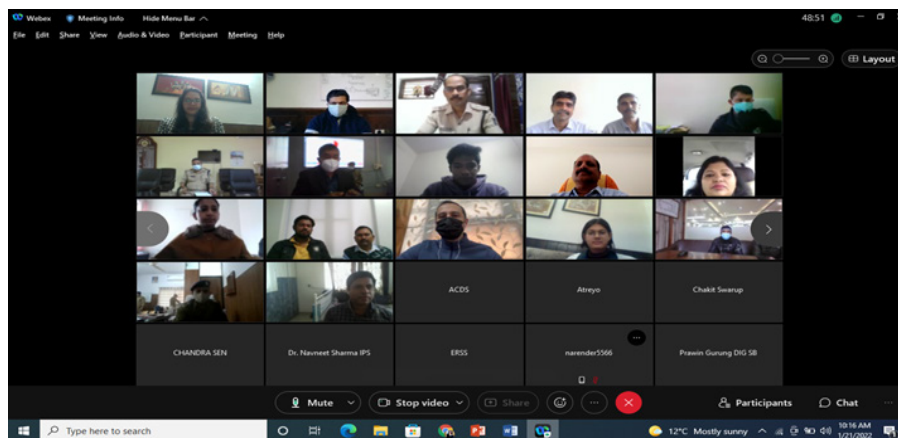 Webex Meeting Info Hide Menu Bar 48:51
File Edit Share View Audio & Video Participant Meeting Help
Layout
ACDS Atreyo Chakit Swarup
CHANDRA SEN Dr. Navneet Sharma IPS ERSS narender5566 Prawin Gurung DIG SB
Mute Stop video Share Participants Chat
Type here to search 12°C Mostly sunny 10:16 AM
1/21/2022